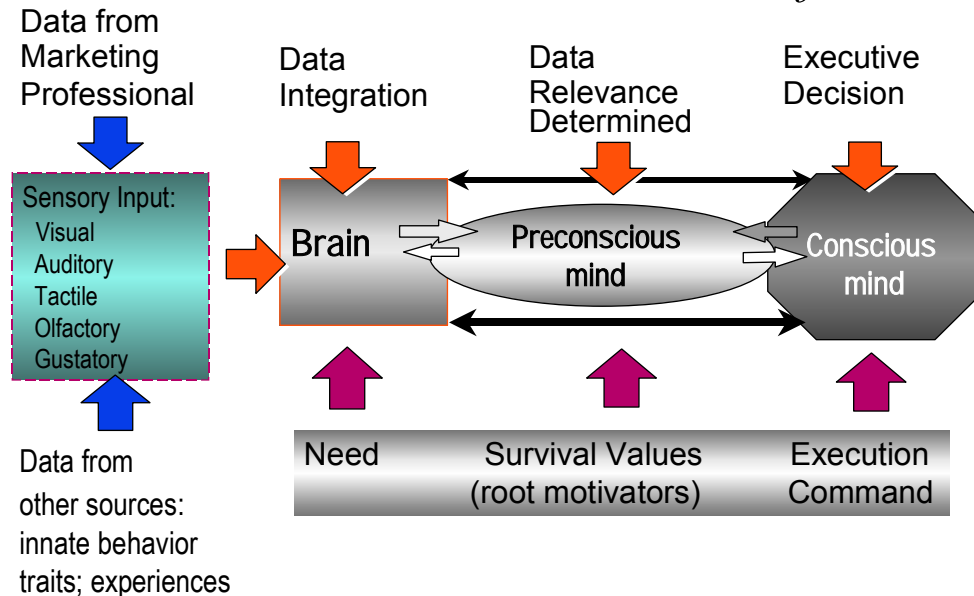 Data from
Marketing
Professional
Data
Integration
Data
Relevance
Determined
Executive
Decision
Sensory Input:
Visual
Auditory
Tactile
Olfactory
Gustatory
Brain
Preconscious
mind
Conscious
mind
Need
Survival Values
(root motivators)
Execution
Command
Data from
other sources:
innate behavior
traits; experiences